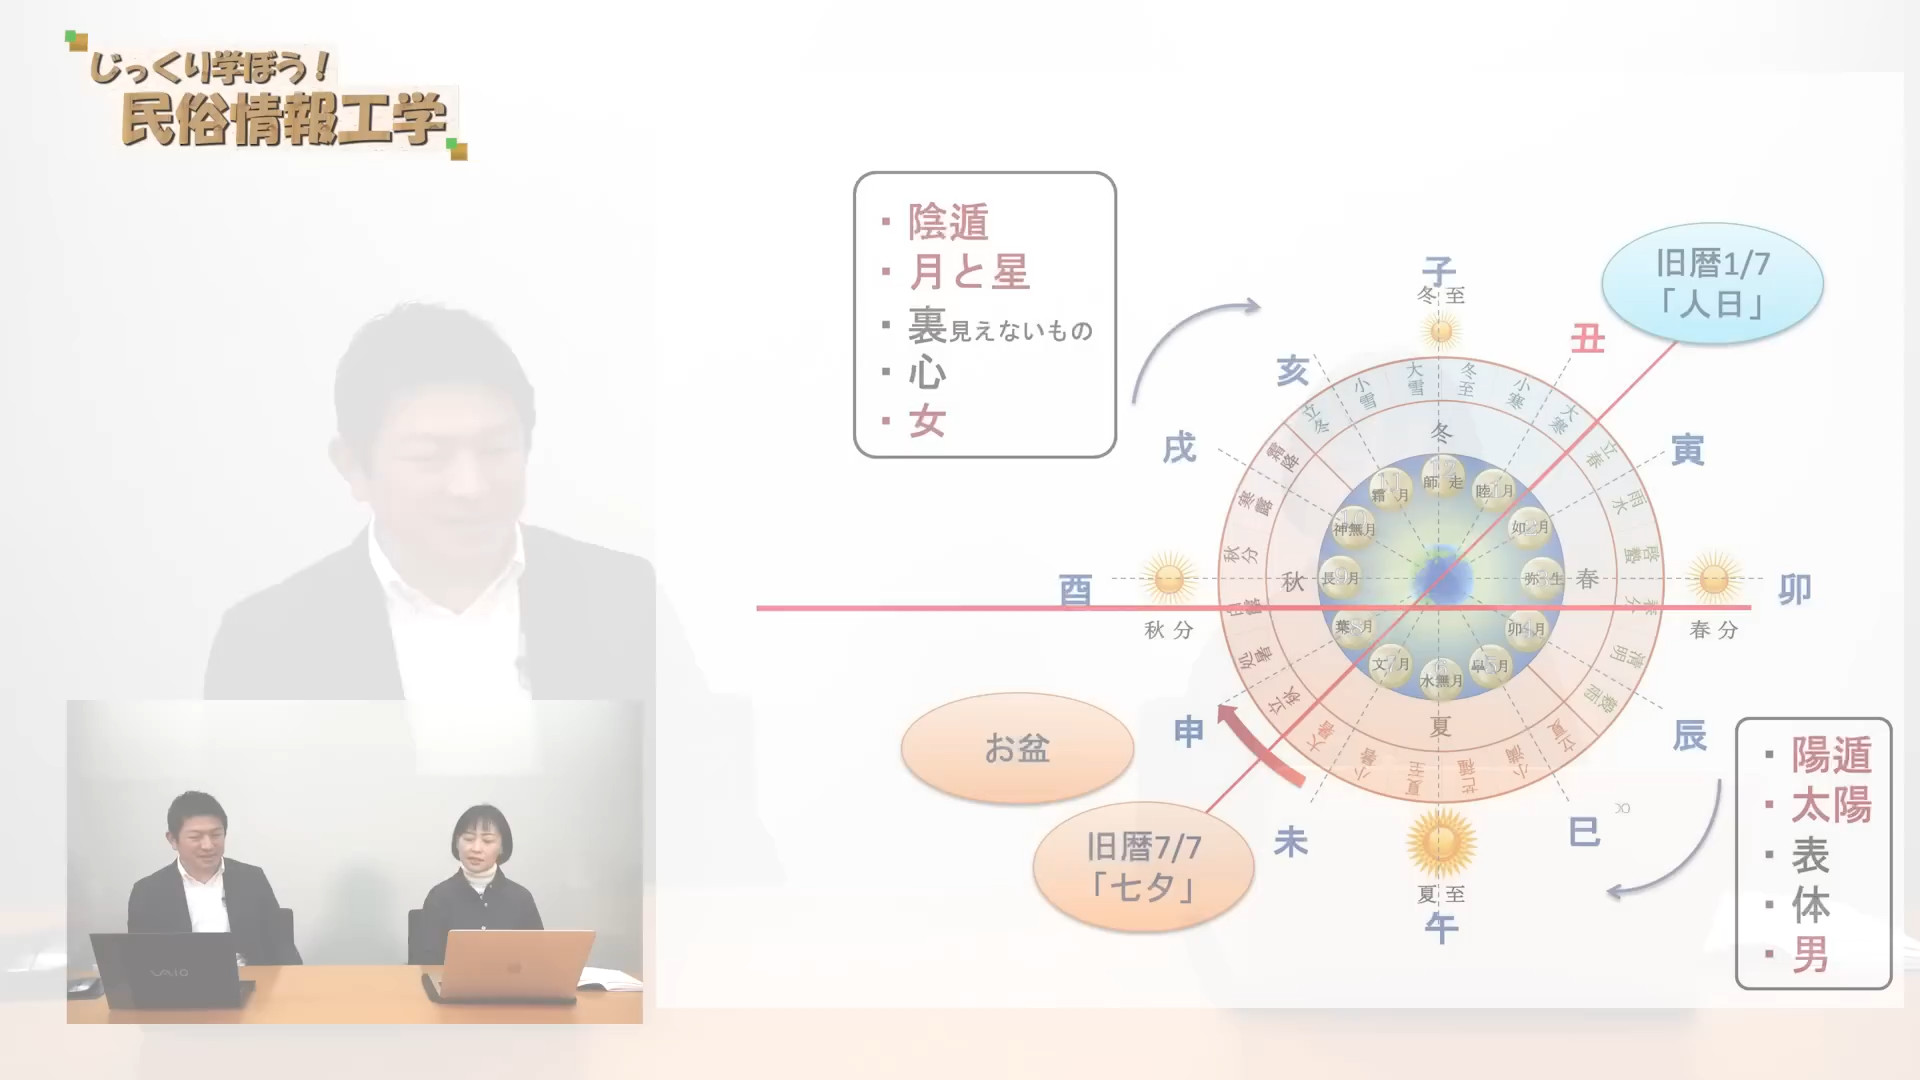 じっくり学ぼう!
民俗情報工学
・陰遁
・月と星
・裏見えないもの
・心
・女
旧暦1/7
「人日」
子
冬至
丑
寅
卯
春分
辰
巳
午
夏至
未
申
酉
秋分
戌
亥
冬至
小寒
大寒
立春
雨水
啓蟄
春分
清明
穀雨
立夏
小満
芒種
夏至
小暑
大暑
立秋
処暑
白露
秋分
寒露
霜降
立冬
小雪
大雪
冬
春
夏
秋
師走
睦月
如月
弥生
卯月
皐月
水無月
文月
葉月
長月
神無月
霜月
お盆
旧暦7/7
「七夕」
・陽遁
・太陽
・表
・体
・男
VAIO